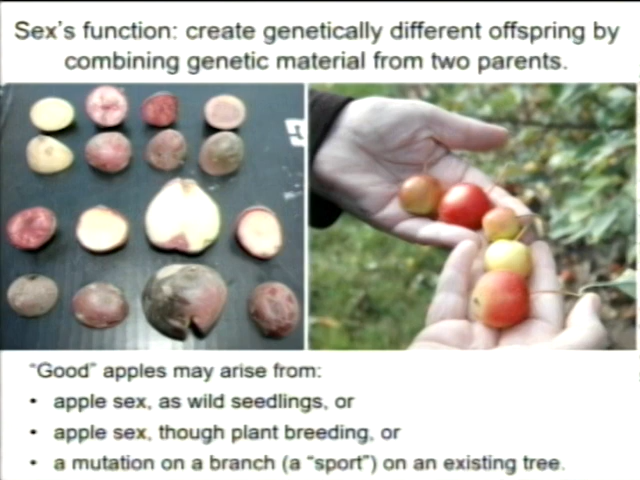 Sex's function: create genetically different offspring by
combining genetic material from two parents.
"Good" apples may arise from:
• apple sex, as wild seedlings, or
• apple sex, though plant breeding, or
• a mutation on a branch (a "sport") on an existing tree.